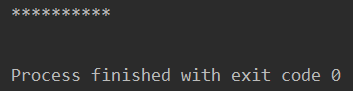 **********
Process finished with exit code 0